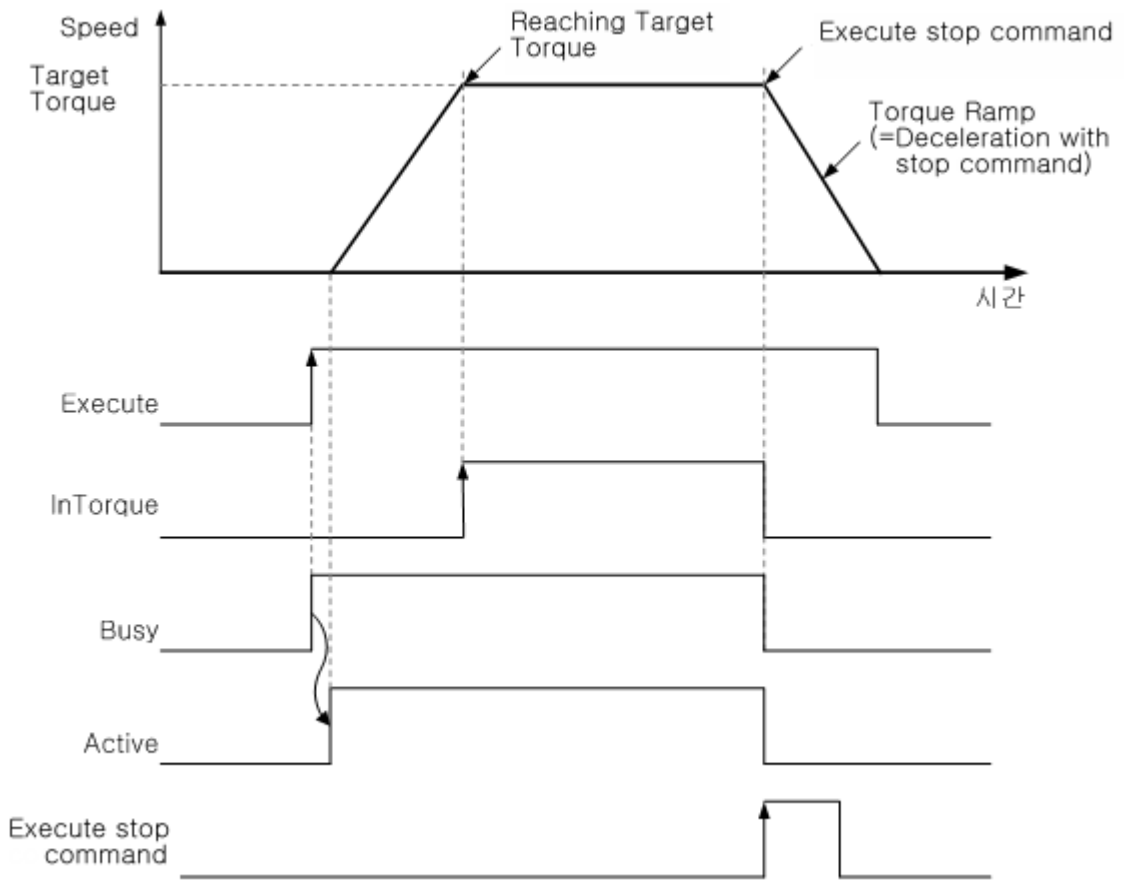 Speed
Reaching Target
Torque
Execute stop command
Target
Torque
Torque Ramp
(=Deceleration with
stop command)
시간
Execute
InTorque
Busy
Active
Execute stop
command